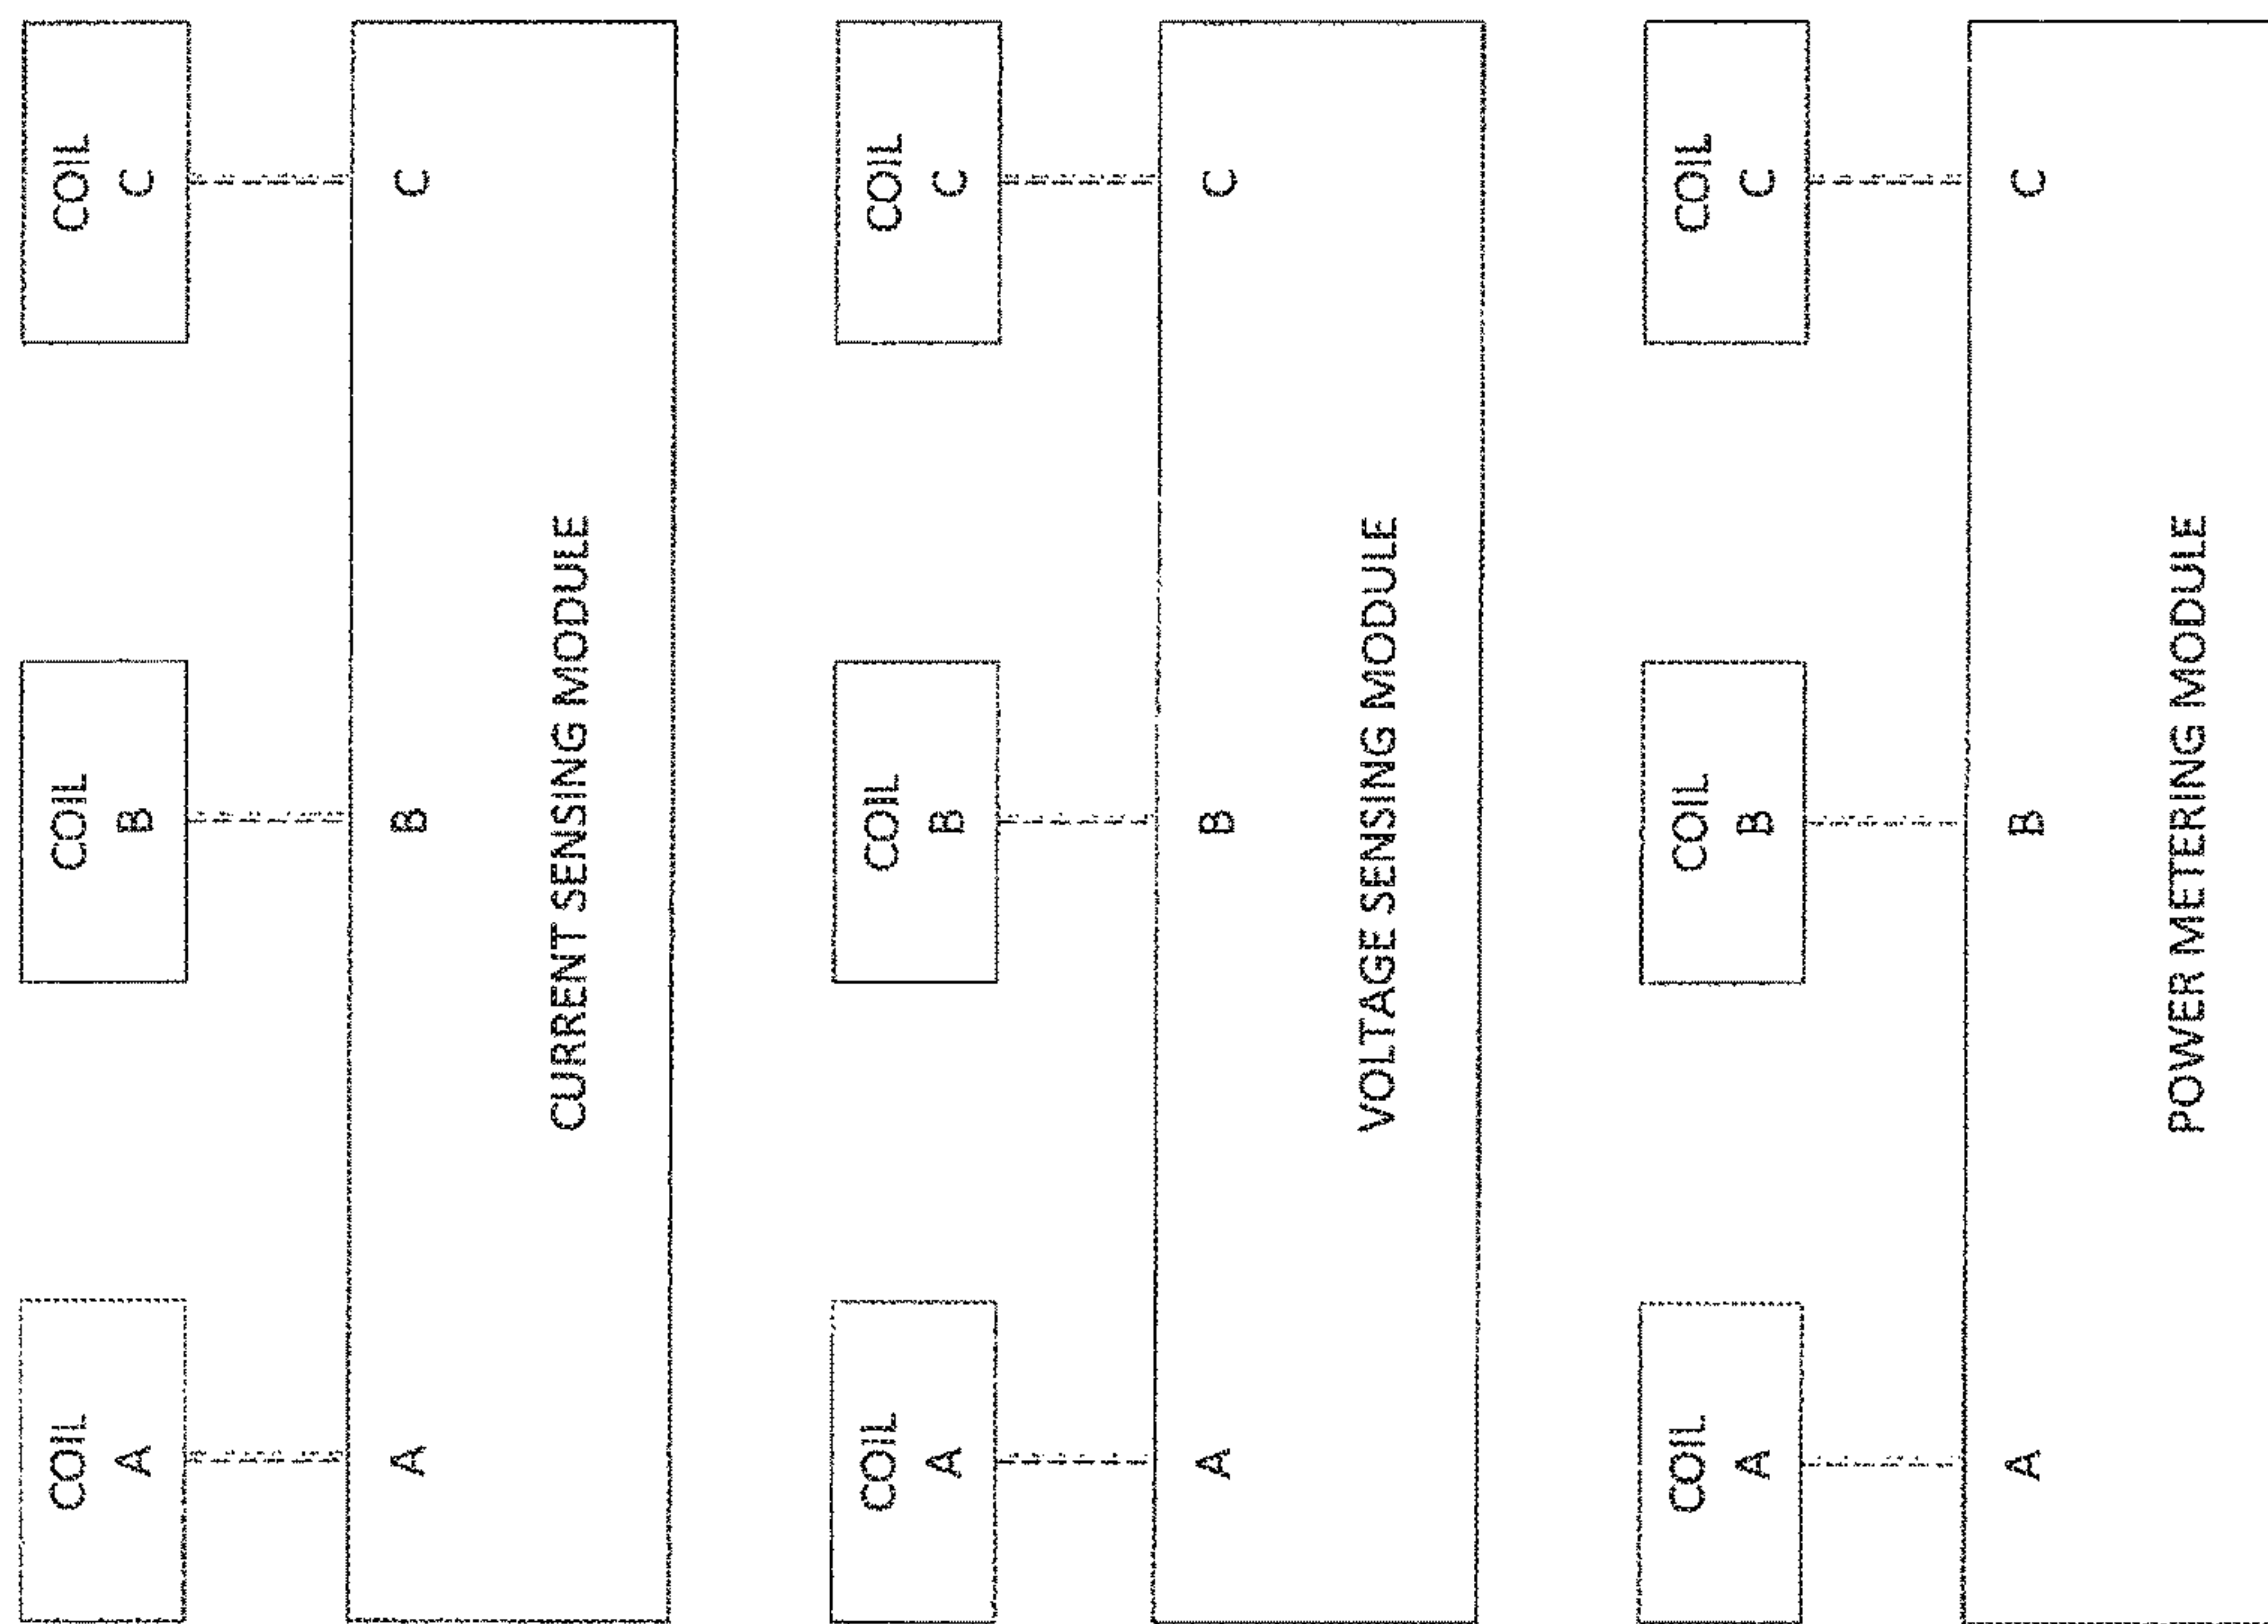 COIL
A
COIL
B
COIL
C
A
B
C
CURRENT SENSING MODULE
COIL
A
COIL
B
COIL
C
A
B
C
VOLTAGE SENSING MODULE
COIL
A
COIL
B
COIL
C
A
B
C
POWER METERING MODULE